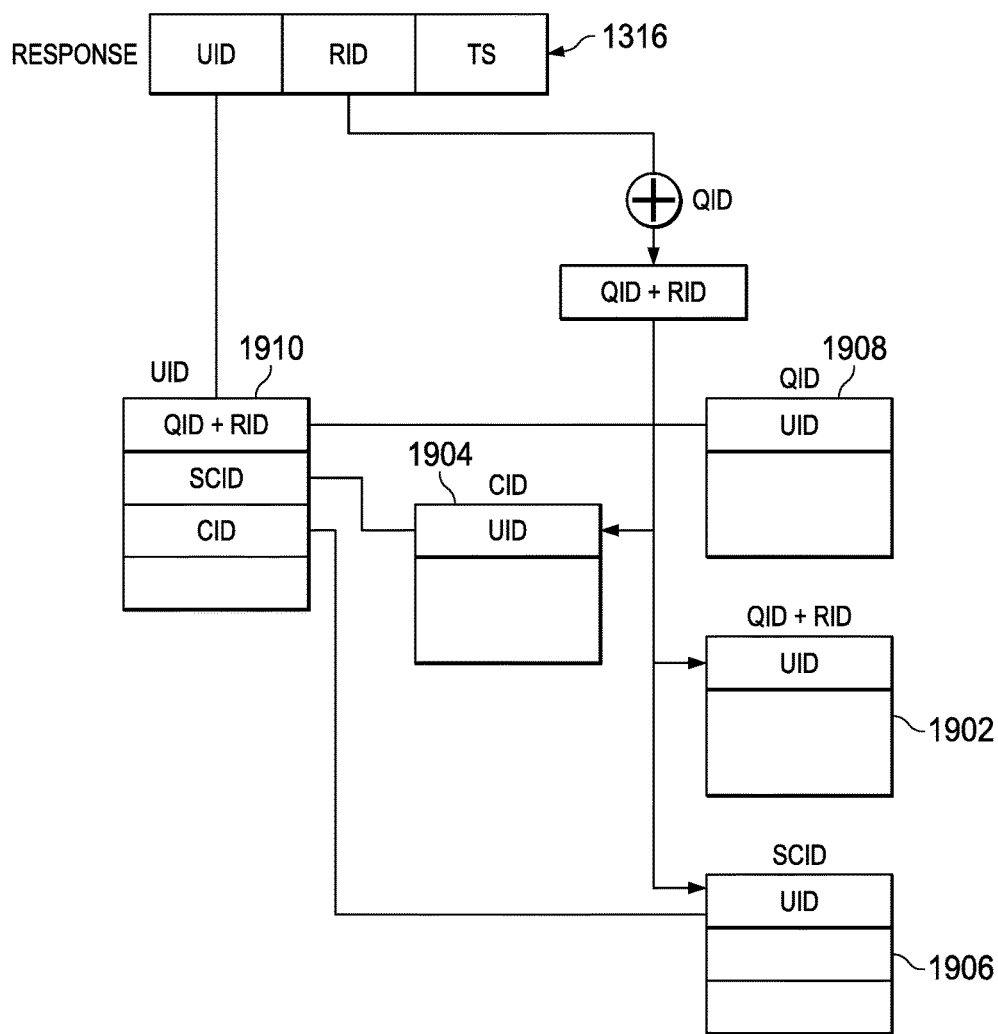 RESPONSE UID RID TS 1316
QID
QID + RID
UID 1910 QID 1908
QID + RID UID
SCID 1904 CID
CID UID
QID + RID
UID
1902
SCID
UID
1906